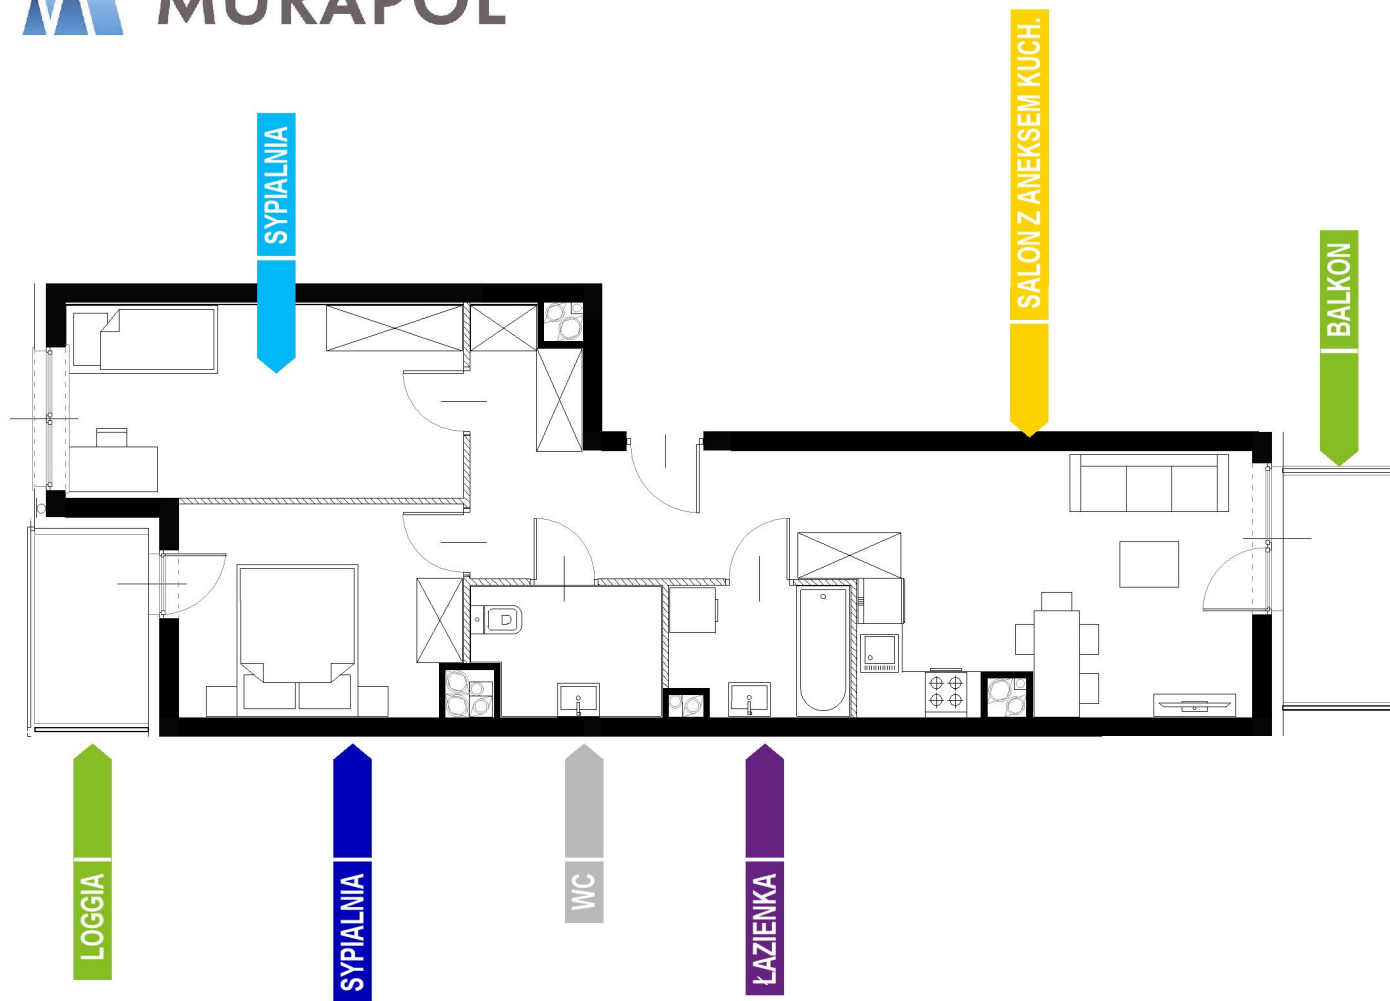 MURAPOL
SYPIALNIA
SALON Z ANEKSEM KUCH.
BALKON
LOGGIA
SYPIALNIA
WC
ŁAZIENKA